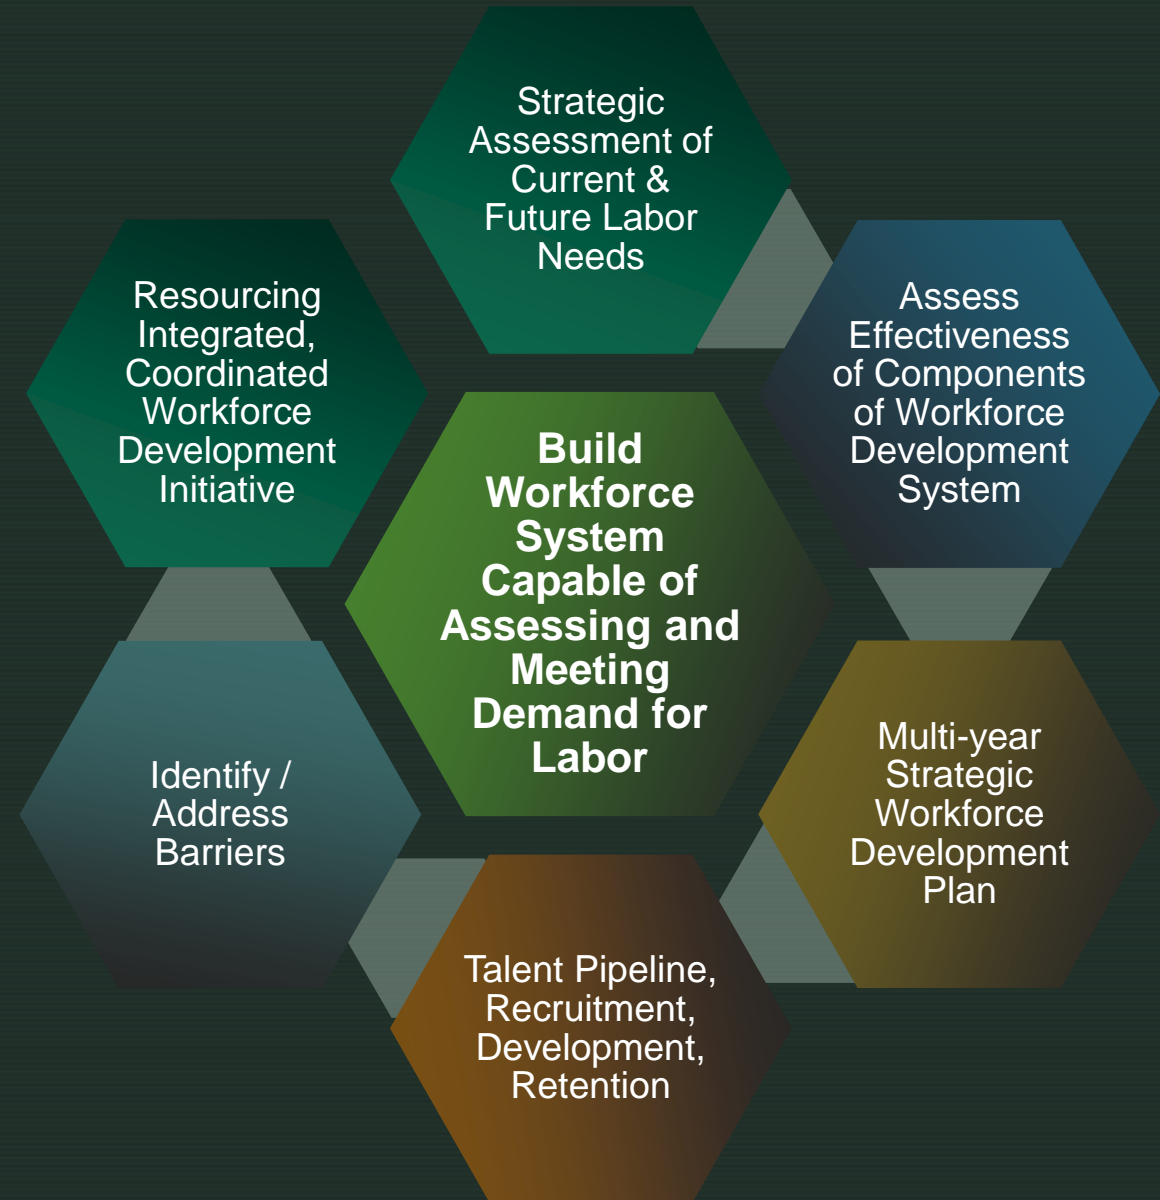 Strategic
Assessment of
Current &
Future Labor
Needs
Assess
Effectiveness
of Components
of Workforce
Development
System
Multi-year
Strategic
Workforce
Development
Plan
Talent Pipeline,
Recruitment,
Development,
Retention
Identify /
Address
Barriers
Resourcing
Integrated,
Coordinated
Workforce
Development
Initiative
Build
Workforce
System
Capable of
Assessing and
Meeting
Demand for
Labor